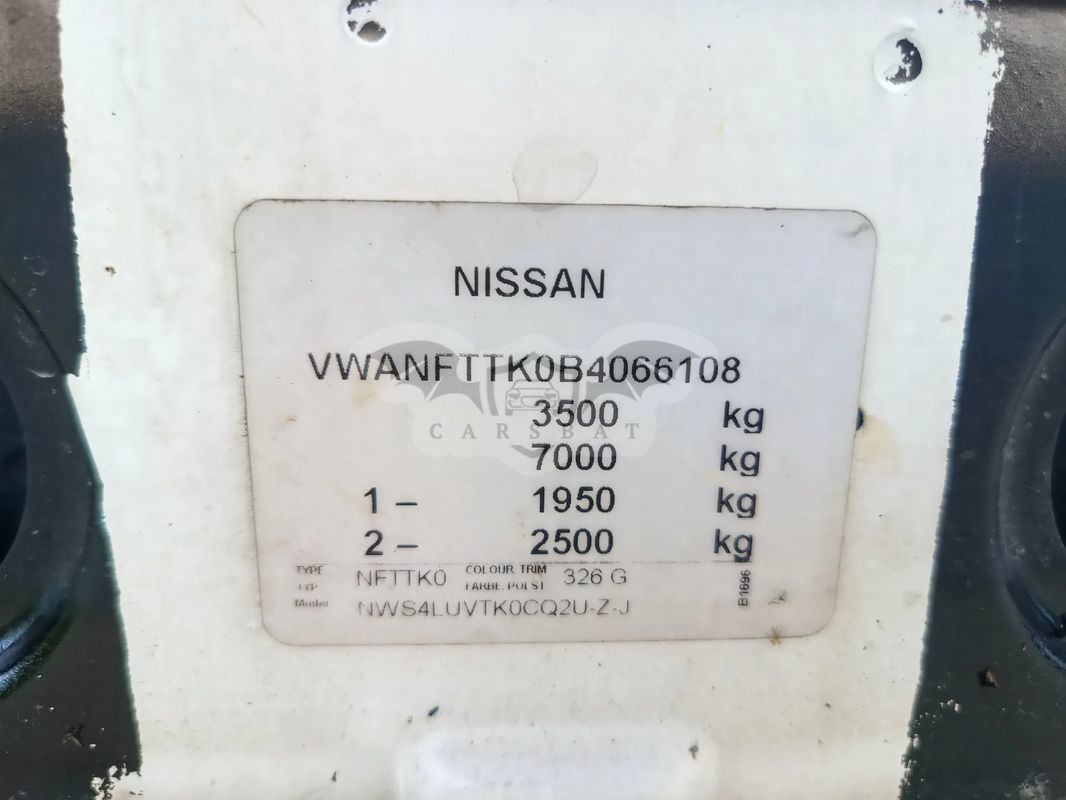 NISSAN
VWANFTTK0B4066108
3500 kg
CARSBAT
7000 kg
1 – 1950 kg
2 – 2500 kg
TYPE NFTTK0 COLOUR TRIM 326 G
TYP FARBE POLST
Model NWS4LUVTK0CQ2U-Z-J
B1696